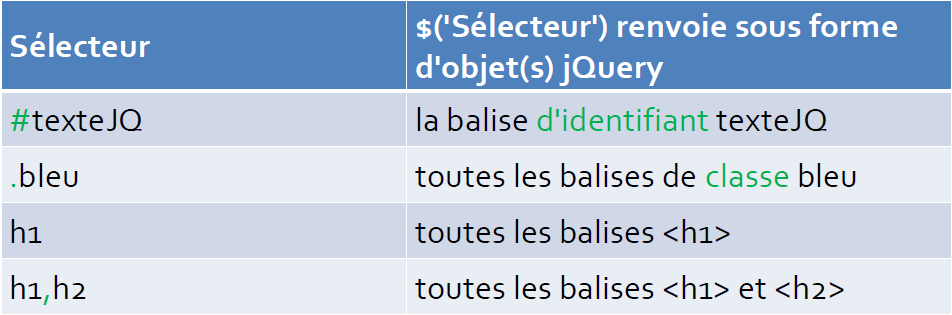 Sélecteur
$('Sélecteur') renvoie sous forme
d'objet(s) jQuery
#texteJQ
la balise d'identifiant texteJQ
.bleu
toutes les balises de classe bleu
h1
toutes les balises <h1>
h1,h2
toutes les balises <h1> et <h2>